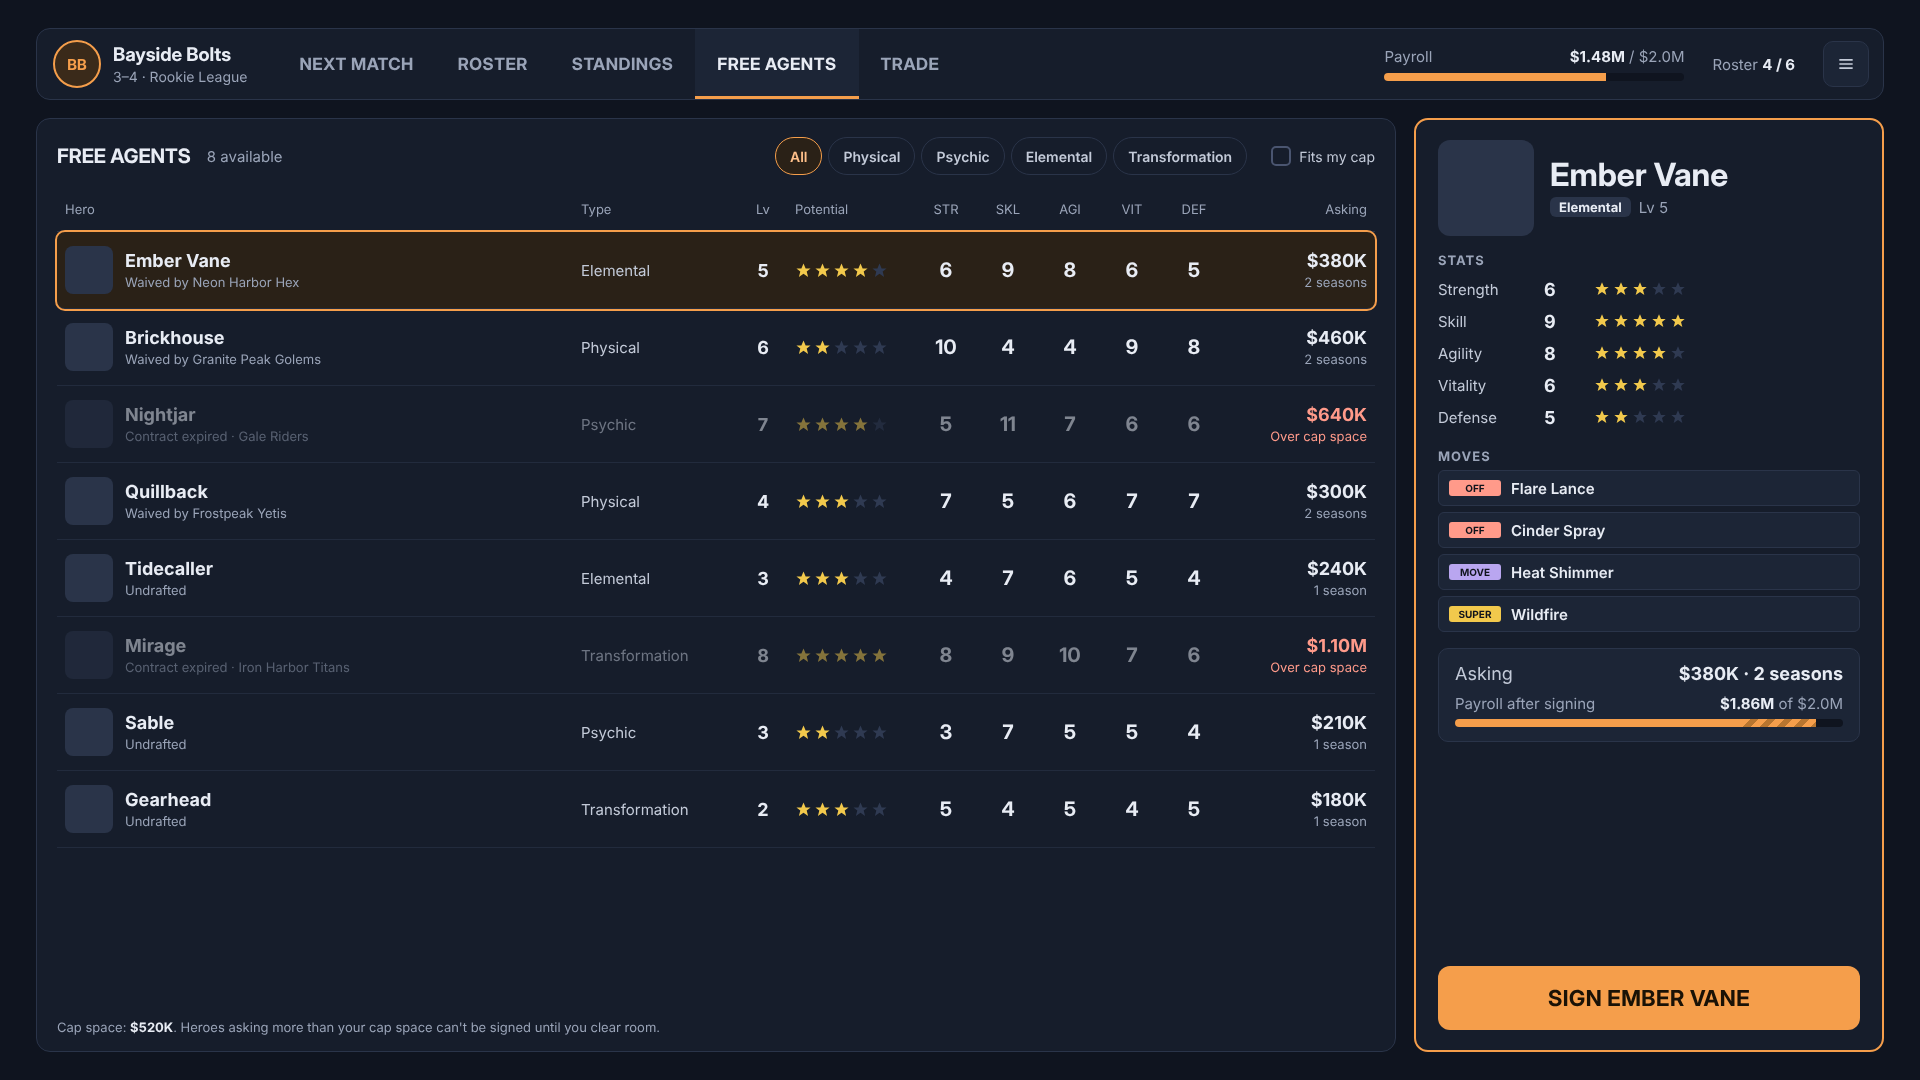 BB
Bayside Bolts
3–4 · Rookie League
NEXT MATCH
ROSTER
STANDINGS
FREE AGENTS
TRADE
Payroll
$1.48M / $2.0M
Roster 4 / 6
FREE AGENTS 8 available
All
Physical
Psychic
Elemental
Transformation
Fits my cap
Hero Type Lv Potential STR SKL AGI VIT DEF Asking
Ember Vane
Waived by Neon Harbor Hex
Elemental 5 6 9 8 6 5
$380K
2 seasons
Brickhouse
Waived by Granite Peak Golems
Physical 6 10 4 4 9 8
$460K
2 seasons
Nightjar
Contract expired · Gale Riders
Psychic 7 5 11 7 6 6
$640K
Over cap space
Quillback
Waived by Frostpeak Yetis
Physical 4 7 5 6 7 7
$300K
2 seasons
Tidecaller
Undrafted
Elemental 3 4 7 6 5 4
$240K
1 season
Mirage
Contract expired · Iron Harbor Titans
Transformation 8 8 9 10 7 6
$1.10M
Over cap space
Sable
Undrafted
Psychic 3 3 7 5 5 4
$210K
1 season
Gearhead
Undrafted
Transformation 2 5 4 5 4 5
$180K
1 season
Cap space: $520K. Heroes asking more than your cap space can't be signed until you clear room.
Ember Vane
Elemental Lv 5
STATS
Strength 6
Skill 9
Agility 8
Vitality 6
Defense 5
MOVES
OFF Flare Lance
OFF Cinder Spray
MOVE Heat Shimmer
SUPER Wildfire
Asking $380K · 2 seasons
Payroll after signing $1.86M of $2.0M
SIGN EMBER VANE